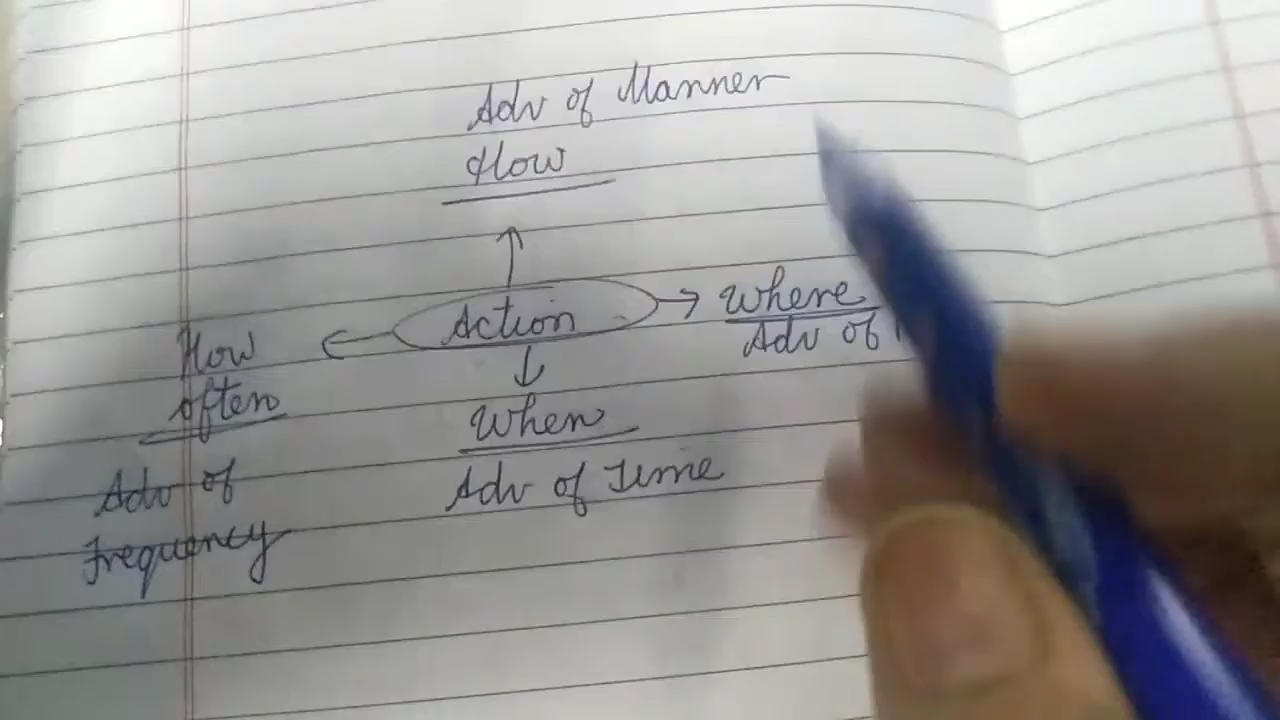 Adv of Manner
How
Action
Where
Adv of
How
often
Adv of
frequency
When
Adv of Time